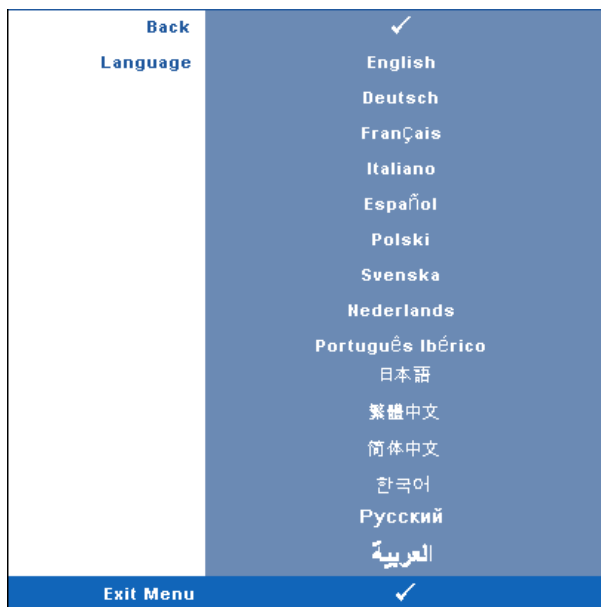 Back ✓
Language English
Deutsch
FranÇais
Italiano
EspaÑol
Polski
Svenska
Nederlands
PortuguÊs IbÉrico
日本語
繁體中文
简体中文
한국어
Русский
العربية
Exit Menu ✓